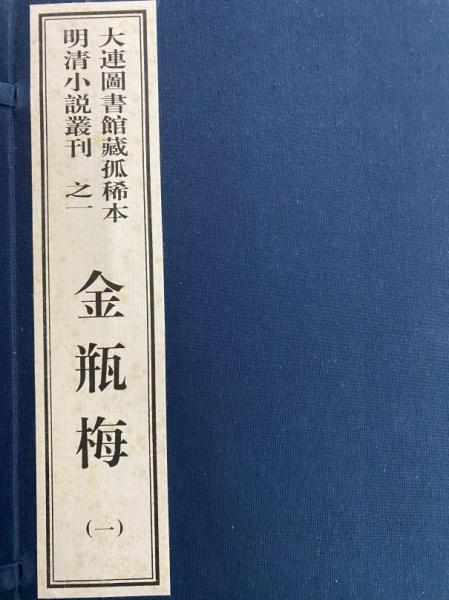 大連圖書館藏孤稀本
明清小説叢刊 之一
金瓶梅
(一)